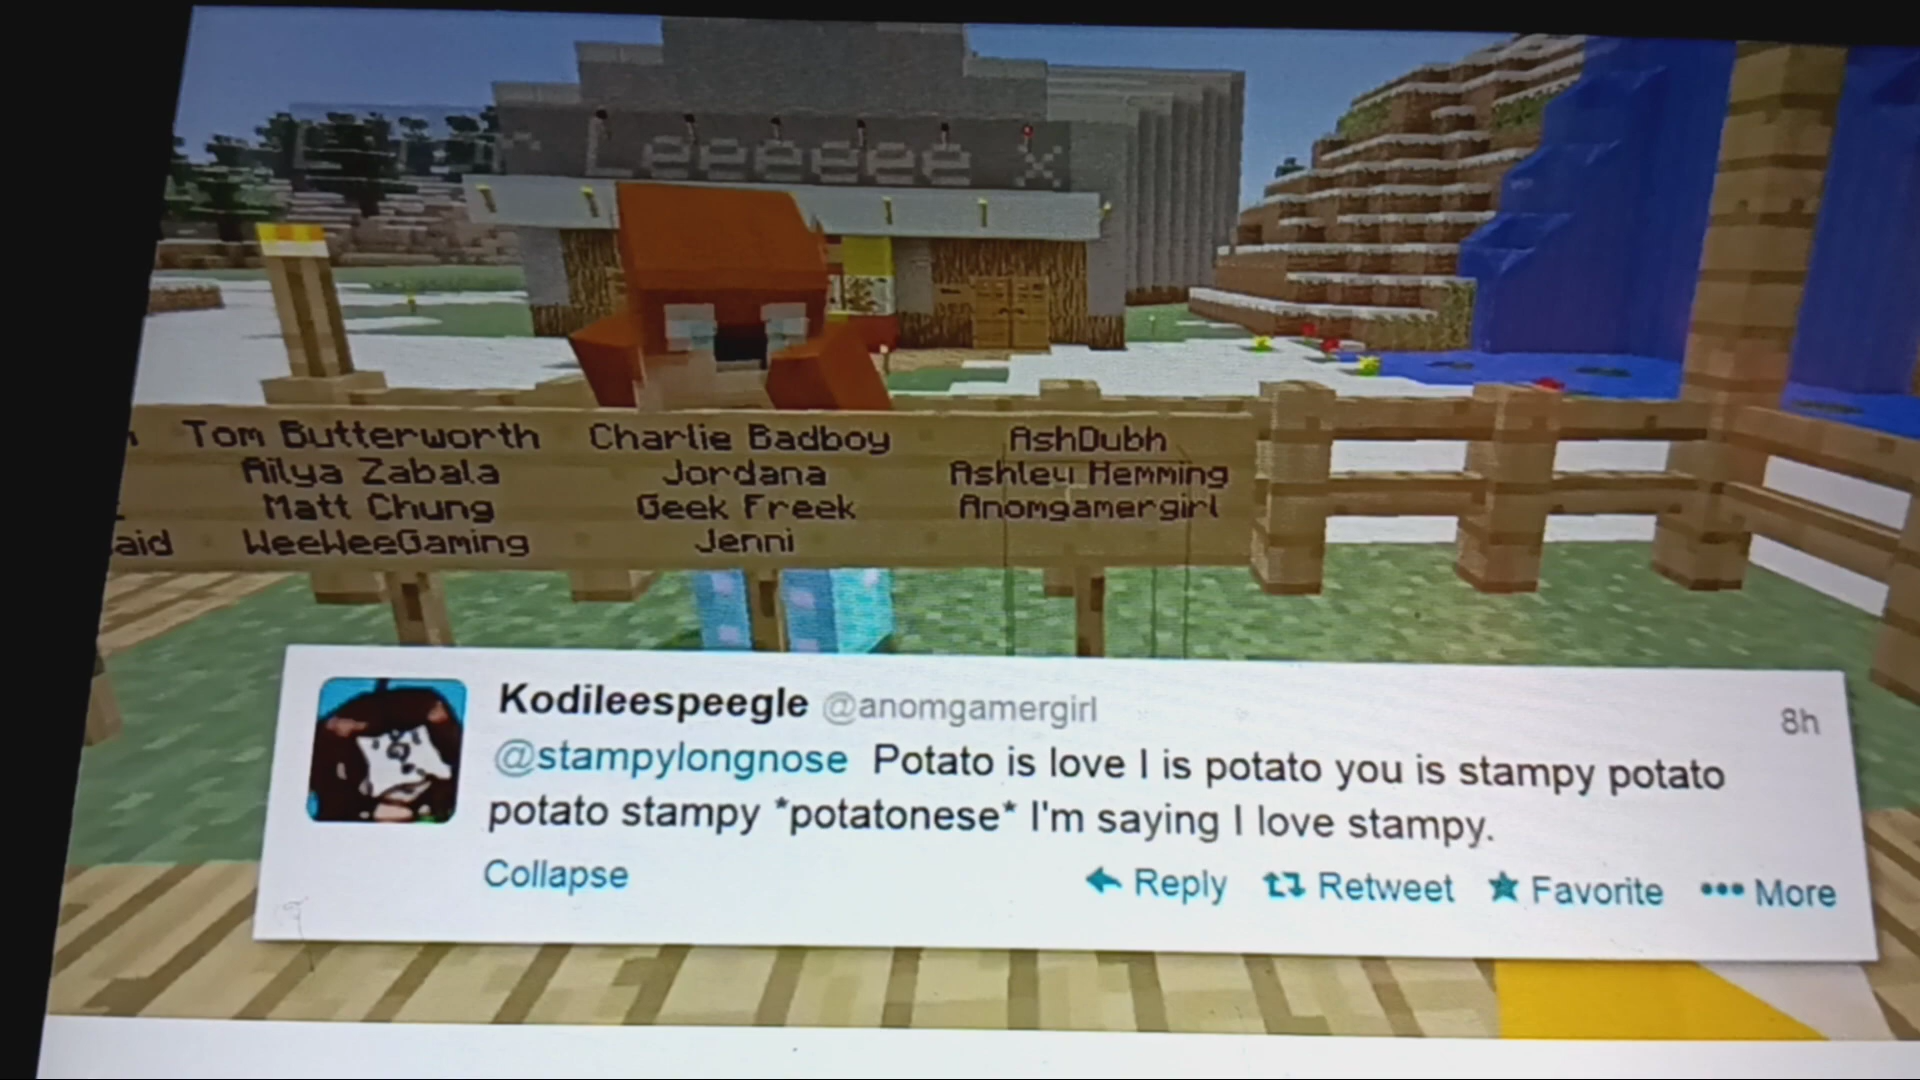 Leeeeee x
Tom Butterworth
Ailya Zabala
Matt Chung
WeeWeeGaming
Charlie Badboy
Jordana
Geek Freek
Jenni
AshDubh
Ashley Hemming
Anomgamergirl
aid
Kodileespeegle @anomgamergirl 8h
@stampylongnose Potato is love I is potato you is stampy potato
potato stampy *potatonese* I'm saying I love stampy.
Collapse Reply Retweet Favorite More